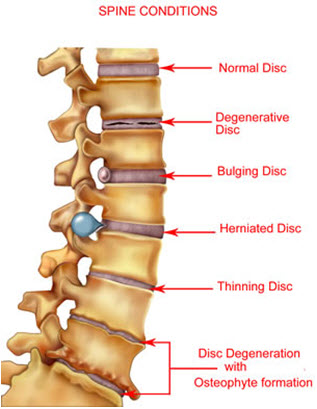 SPINE CONDITIONS
Normal Disc
Degenerative
Disc
Bulging Disc
Herniated Disc
Thinning Disc
Disc Degeneration
with
Osteophyte formation